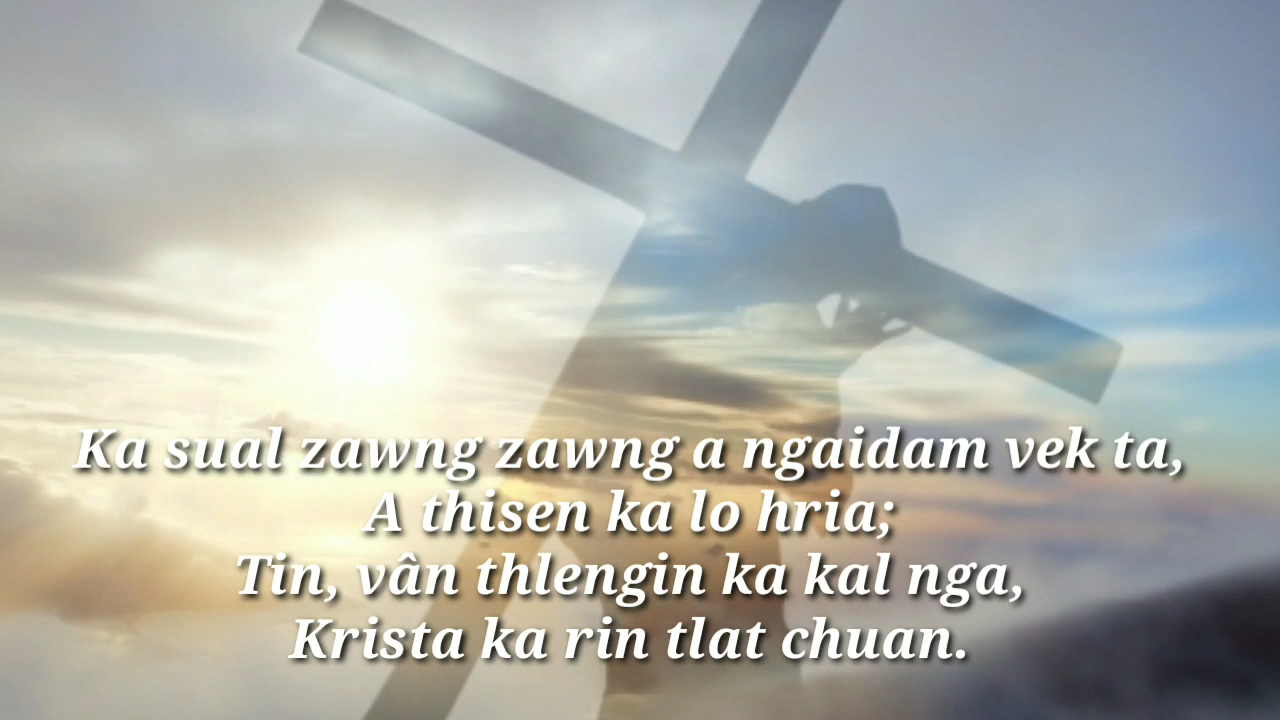 Ka sual zawng zawng a ngaidam vek ta,
A thisen ka lo hria;
Tin, vân thlengin ka kal nga,
Krista ka rin tlat chuan.